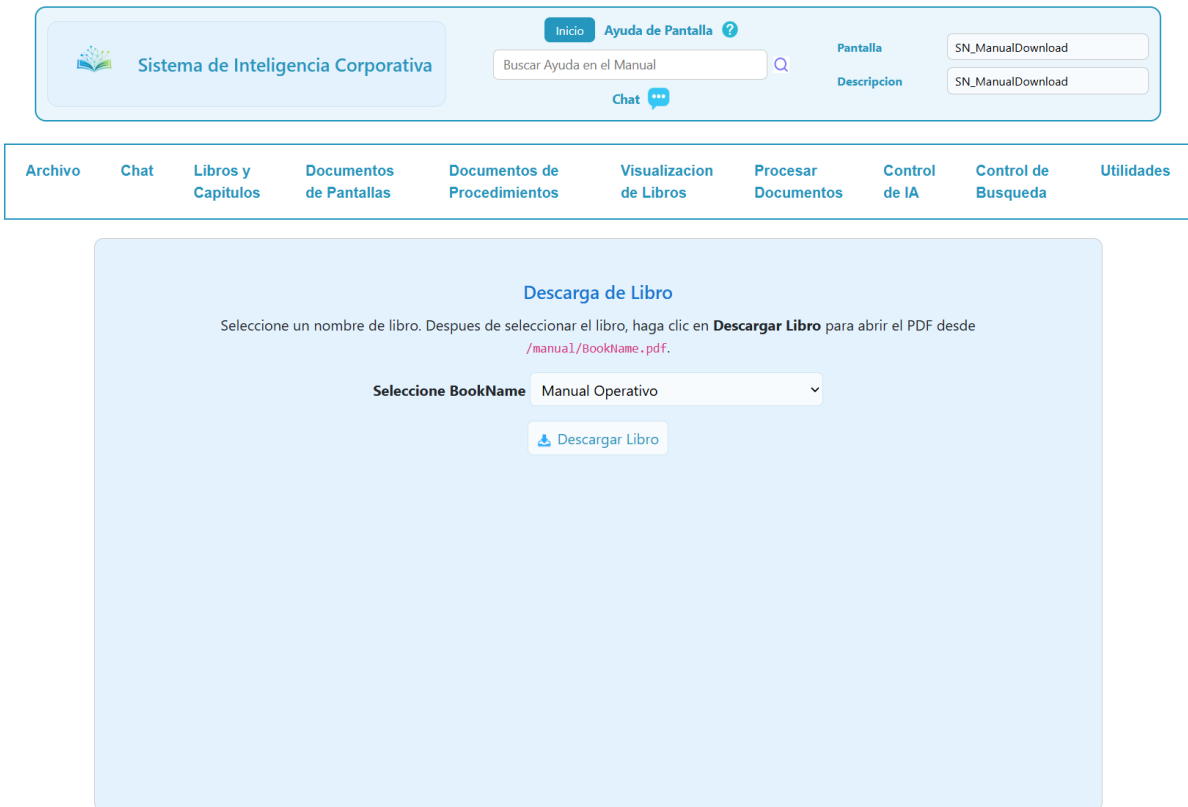 Inicio Ayuda de Pantalla ?
Sistema de Inteligencia Corporativa
Buscar Ayuda en el Manual
Chat
Pantalla SN_ManualDownload
Descripcion SN_ManualDownload
Archivo
Chat
Libros y
Capitulos
Documentos
de Pantallas
Documentos de
Procedimientos
Visualizacion
de Libros
Procesar
Documentos
Control
de IA
Control de
Busqueda
Utilidades
Descarga de Libro
Seleccione un nombre de libro. Despues de seleccionar el libro, haga clic en Descargar Libro para abrir el PDF desde
/manual/BookName.pdf.
Seleccione BookName Manual Operativo
Descargar Libro